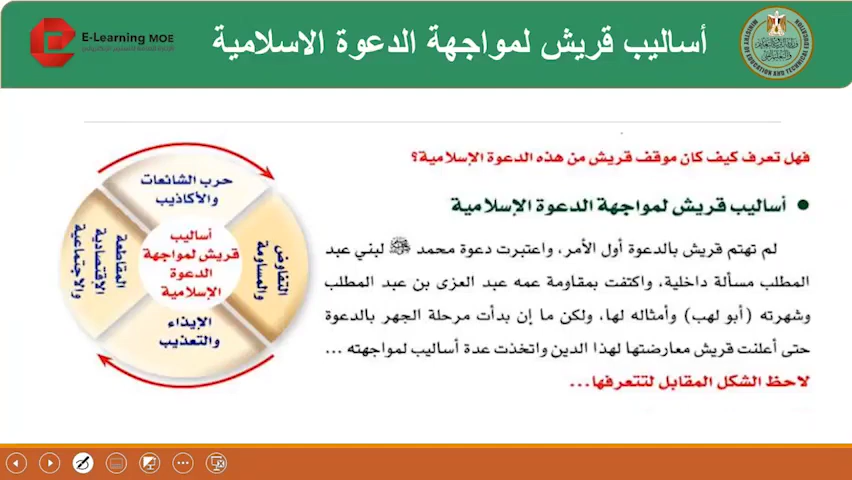 E-Learning MOE
أساليب قريش لمواجهة الدعوة الاسلامية
فهل تعرف كيف كان موقف قريش من هذه الدعوة الإسلامية؟
● أساليب قريش لمواجهة الدعوة الإسلامية
لم تهتم قريش بالدعوة أول الأمر، واعتبرت دعوة محمد ﷺ لبني عبد
المطلب مسألة داخلية، واكتفت بمقاومة عمه عبد العزى بن عبد المطلب
وشهرته (أبو لهب) وأمثاله لها، ولكن ما إن بدأت مرحلة الجهر بالدعوة
حتى أعلنت قريش معارضتها لهذا الدين واتخذت عدة أساليب لمواجهته ...
لاحظ الشكل المقابل لتتعرفها...
حرب الشائعات
والأكاذيب
التفاوض
والمساومة
الإيذاء
والتعذيب
المقاطعة
الإقتصادية
والاجتماعية
أساليب
قريش لمواجهة
الدعوة
الإسلامية